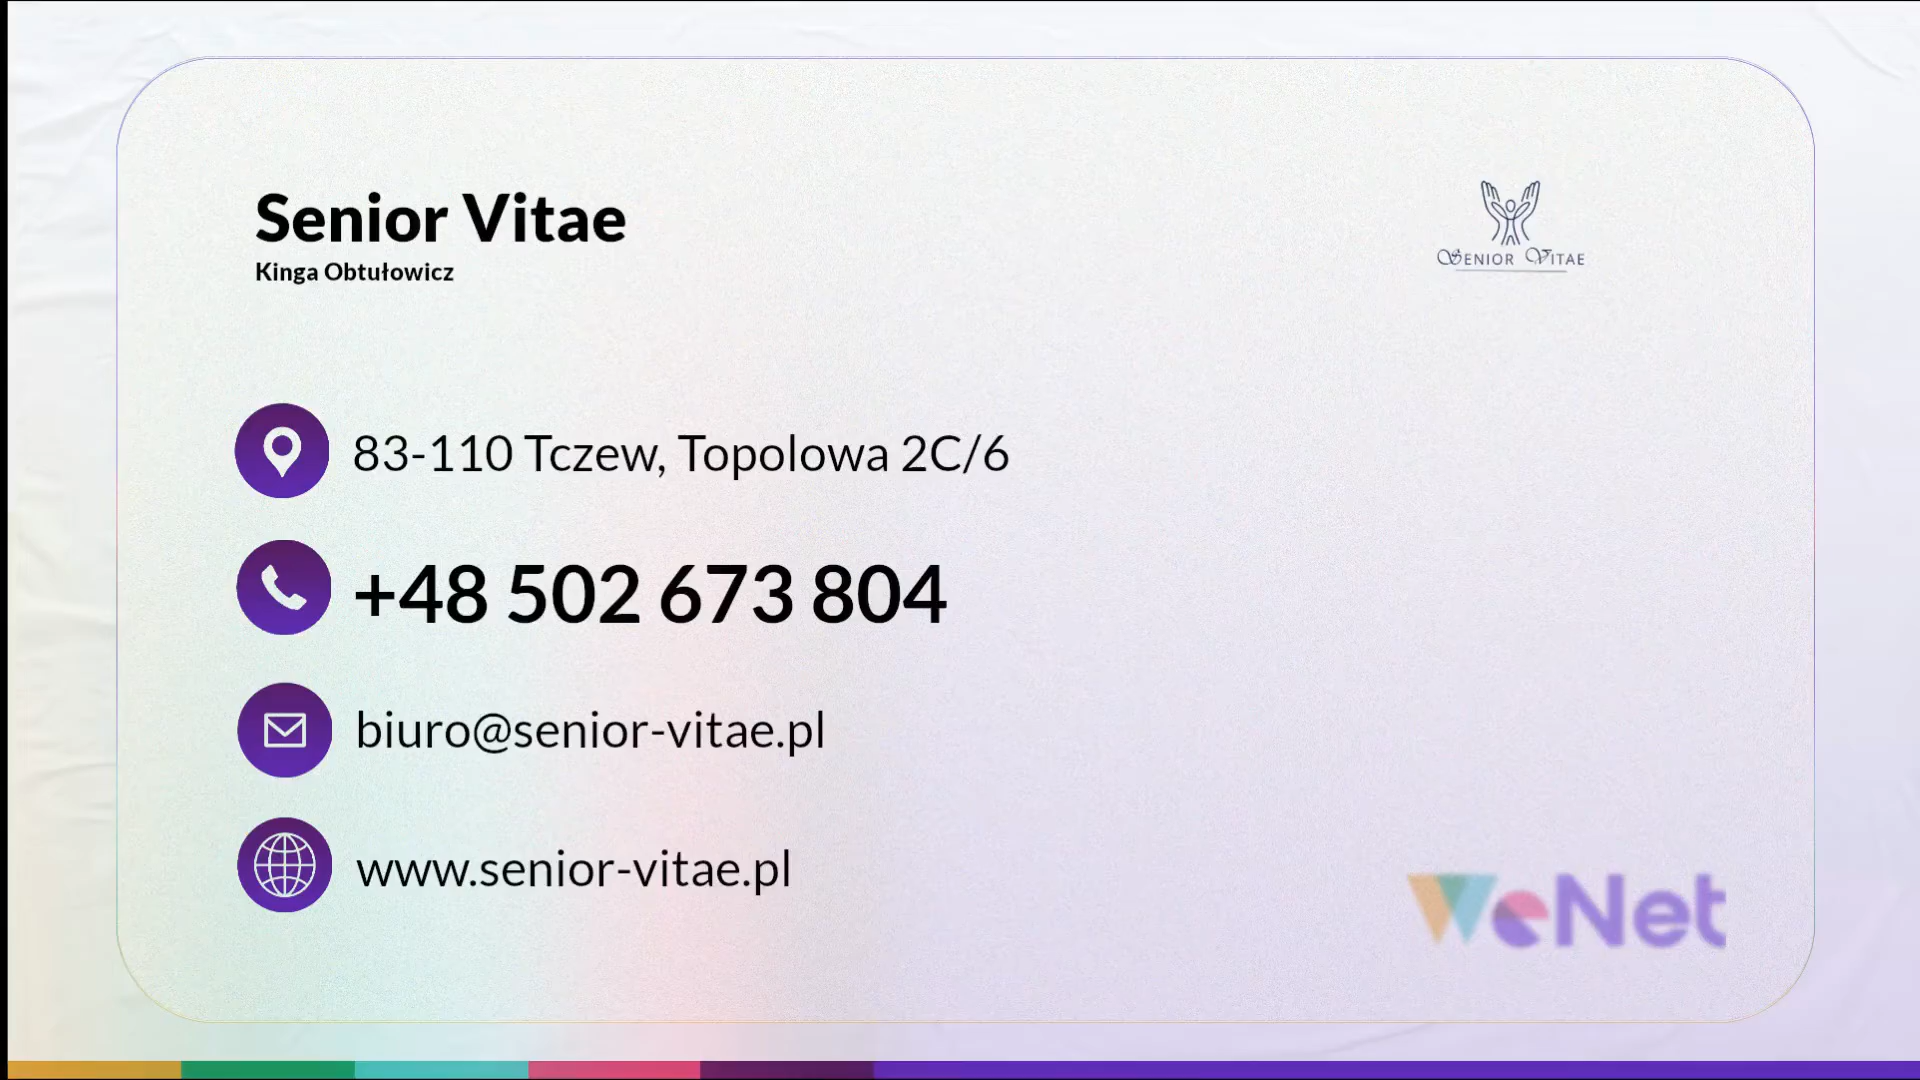 Senior Vitae
Kinga Obtułowicz
SENIOR VITAE
83-110 Tczew, Topolowa 2C/6
+48 502 673 804
biuro@senior-vitae.pl
www.senior-vitae.pl
WeNet